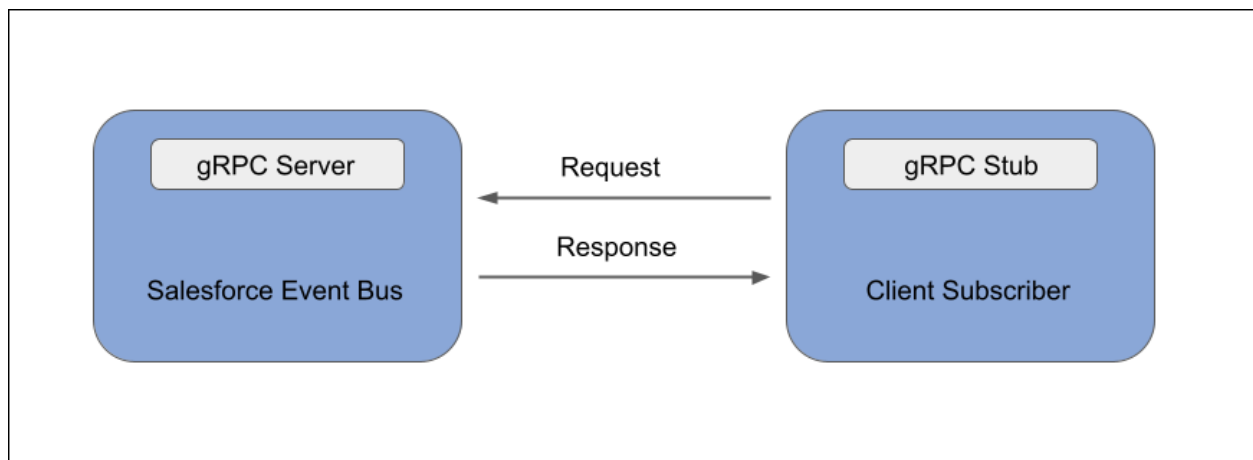 gRPC Server
Salesforce Event Bus
Request
Response
gRPC Stub
Client Subscriber